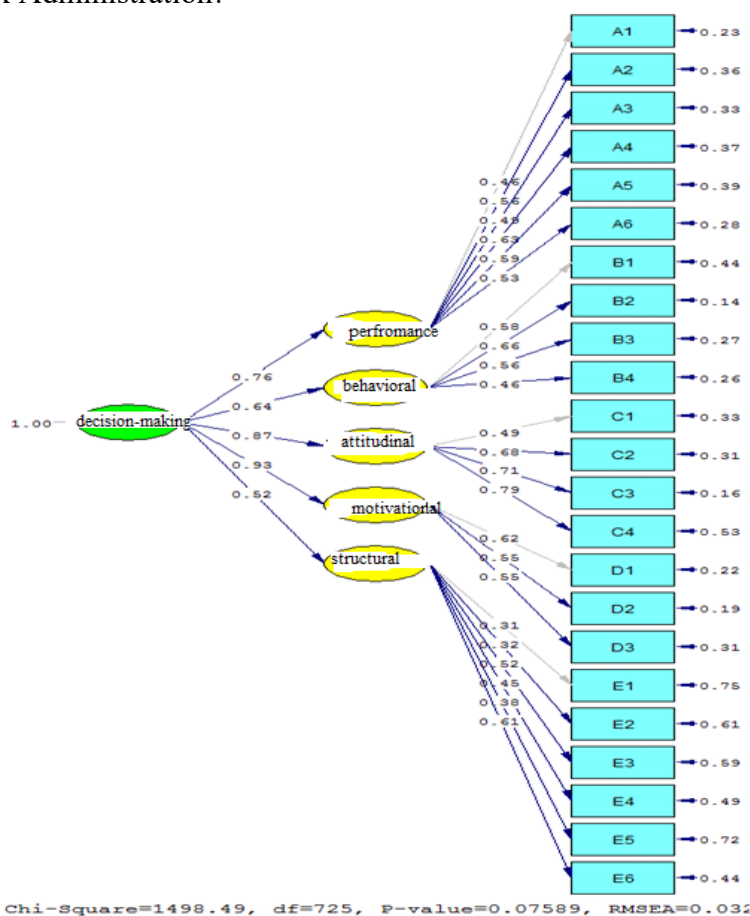 A1 0.23
A2 0.36
A3 0.33
A4 0.37
0.46
A5 0.39
0.56
0.49
A6 0.28
0.63
0.59
B1 0.44
0.53
B2 0.14
perfromance
0.58
B3 0.27
0.66
0.56
0.76
behavioral
0.46
B4 0.26
0.64
C1 0.33
1.00
decision-making
0.49
0.87
attitudinal
C2 0.31
0.68
0.93
0.71
C3 0.16
0.79
0.52
motivational
C4 0.53
0.62
structural
0.55
D1 0.22
0.55
D2 0.19
0.31
0.32
D3 0.31
0.52
0.45
E1 0.75
0.38
0.61
E2 0.61
E3 0.59
E4 0.49
E5 0.72
E6 0.44
Chi-Square=1498.49, df=725, P-value=0.07589, RMSEA=0.032